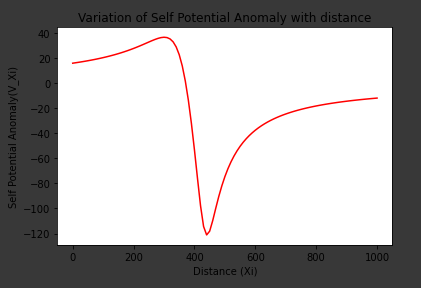 Variation of Self Potential Anomaly with distance
Self Potential Anomaly(V_Xi)
40
20
0
−20
−40
−60
−80
−100
−120
0 200 400 600 800 1000
Distance (Xi)